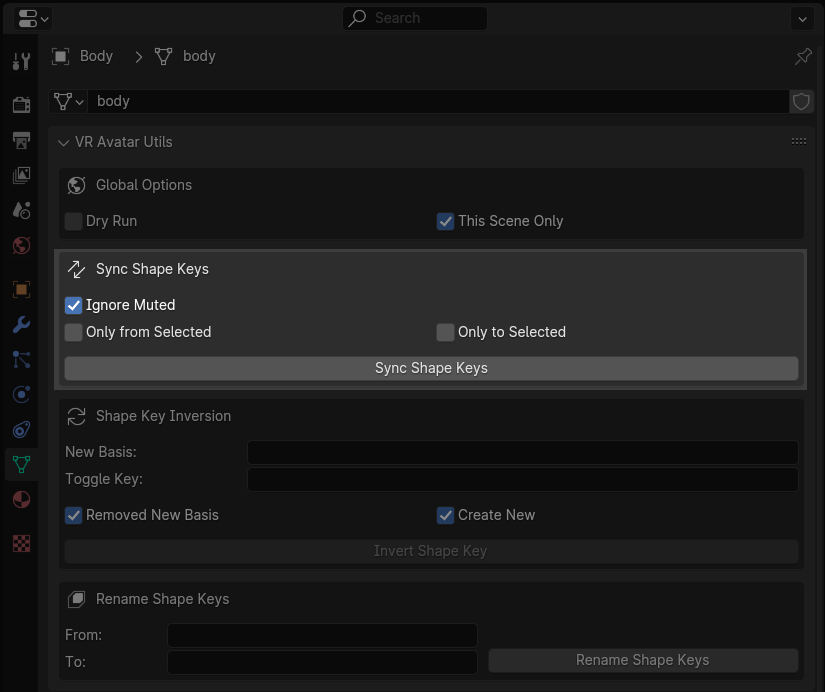 Search
Body body
body
VR Avatar Utils
Global Options
Dry Run This Scene Only
Sync Shape Keys
Ignore Muted
Only from Selected Only to Selected
Sync Shape Keys
Shape Key Inversion
New Basis:
Toggle Key:
Removed New Basis Create New
Invert Shape Key
Rename Shape Keys
From:
To: Rename Shape Keys